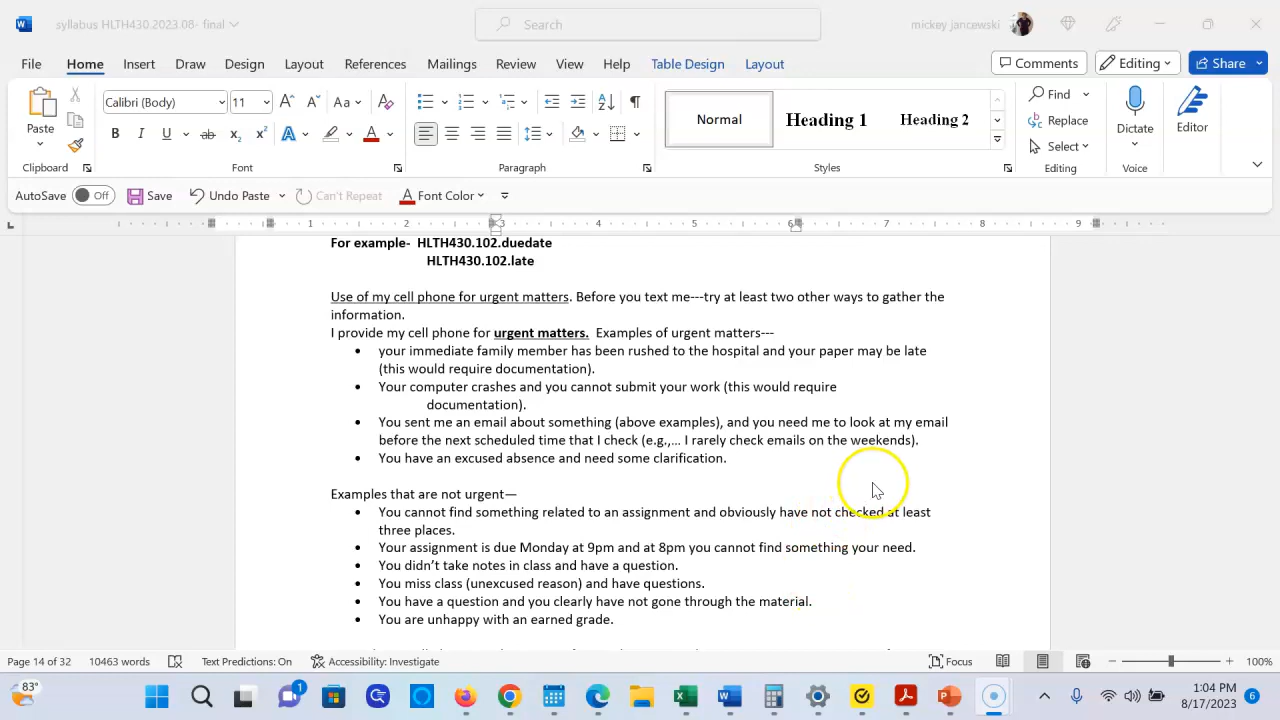 syllabus HLTH430.2023.08- final
Search
mickey jancewski
File Home Insert Draw Design Layout References Mailings Review View Help Table Design Layout
Comments Editing Share
Paste
Clipboard
Calibri (Body) 11
Font
Paragraph
Normal Heading 1 Heading 2
Styles
Find
Replace
Select
Editing
Dictate
Voice
Editor
AutoSave Off Save Undo Paste Can't Repeat Font Color
1 2 3 4 5 6 7 8 9
For example- HLTH430.102.duedate
HLTH430.102.late
Use of my cell phone for urgent matters. Before you text me---try at least two other ways to gather the
information.
I provide my cell phone for urgent matters. Examples of urgent matters---
• your immediate family member has been rushed to the hospital and your paper may be late
(this would require documentation).
• Your computer crashes and you cannot submit your work (this would require
documentation).
• You sent me an email about something (above examples), and you need me to look at my email
before the next scheduled time that I check (e.g.,… I rarely check emails on the weekends).
• You have an excused absence and need some clarification.
Examples that are not urgent—
• You cannot find something related to an assignment and obviously have not checked at least
three places.
• Your assignment is due Monday at 9pm and at 8pm you cannot find something your need.
• You didn't take notes in class and have a question.
• You miss class (unexcused reason) and have questions.
• You have a question and you clearly have not gone through the material.
• You are unhappy with an earned grade.
Page 14 of 32 10463 words Text Predictions: On Accessibility: Investigate Focus 100%
83° 1 1:04 PM
8/17/2023 6